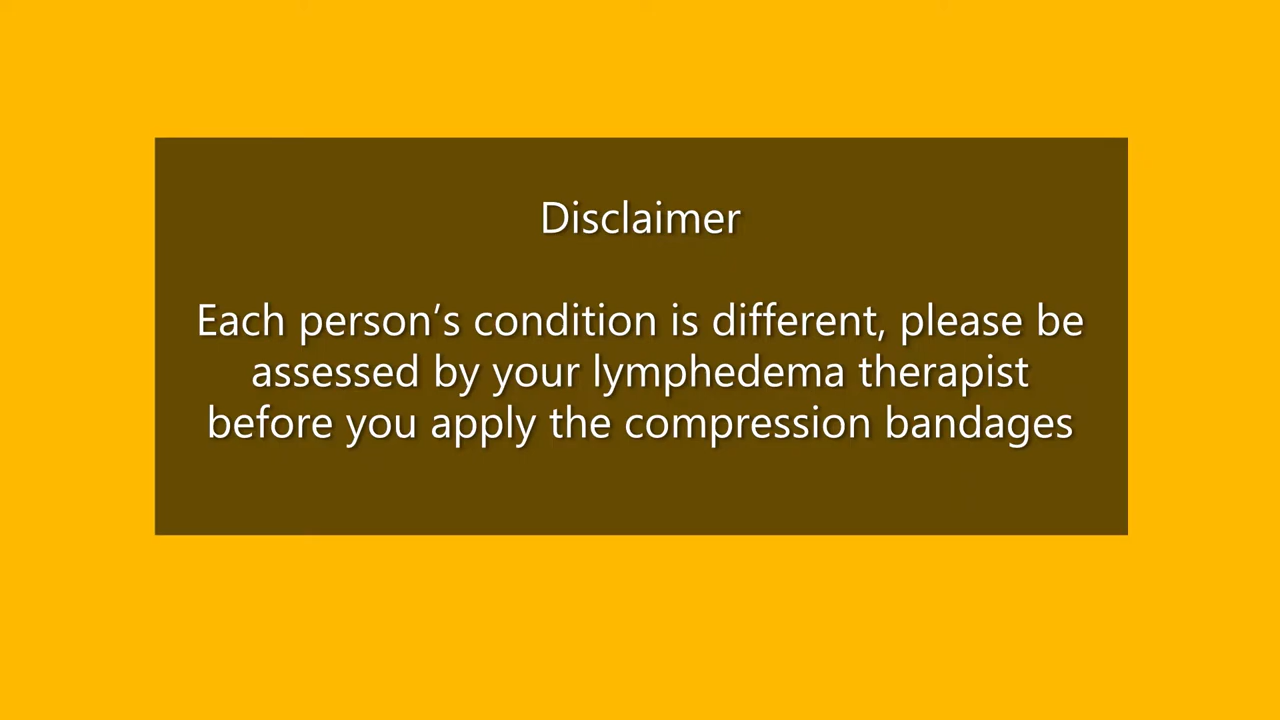 Disclaimer
Each person’s condition is different, please be
assessed by your lymphedema therapist
before you apply the compression bandages